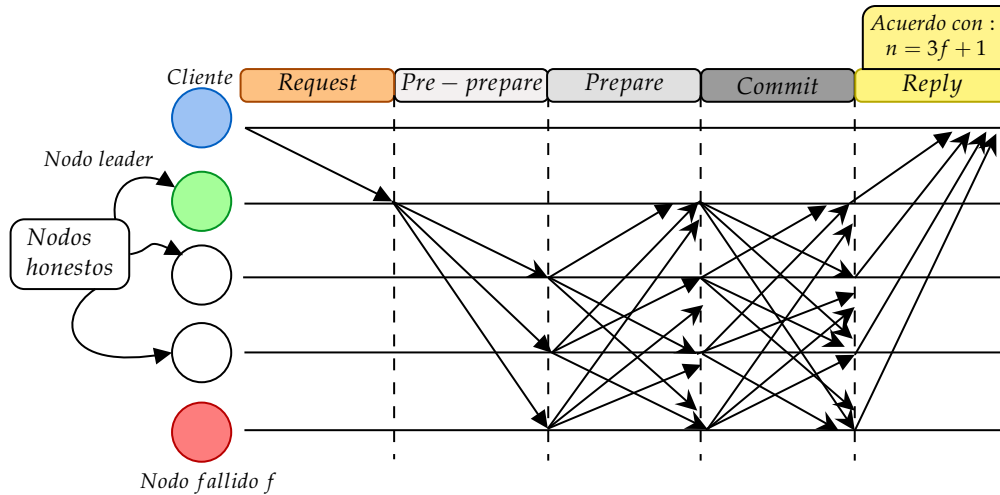 Acuerdo con :
n = 3f + 1
Cliente
Request
Pre − prepare
Prepare
Commit
Reply
Nodo leader
Nodos
honestos
Nodo fallido f